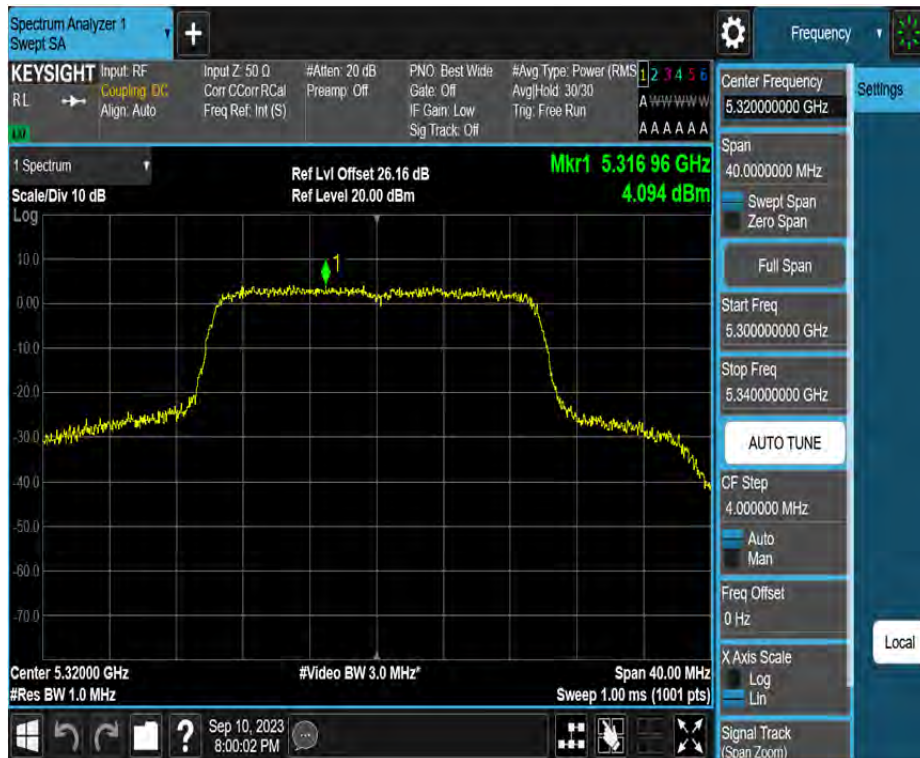 Spectrum Analyzer 1
Swept SA
+
Frequency
KEYSIGHT
RL
Input: RF
Coupling: DC
Align: Auto
Input Z: 50 Ω
Corr CCorr RCal
Freq Ref: Int (S)
#Atten: 20 dB
Preamp: Off
PNO: Best Wide
Gate: Off
IF Gain: Low
Sig Track: Off
#Avg Type: Power (RMS
Avg|Hold: 30/30
Trig: Free Run
1 2 3 4 5 6
A W W W W W
A A A A A A
Center Frequency
5.320000000 GHz
Settings
Span
40.0000000 MHz
Swept Span
Zero Span
Full Span
Start Freq
5.300000000 GHz
Stop Freq
5.340000000 GHz
AUTO TUNE
CF Step
4.000000 MHz
Auto
Man
Freq Offset
0 Hz
X Axis Scale
Log
Lin
Signal Track
(Span Zoom)
Local
1 Spectrum
Scale/Div 10 dB
Log
Ref Lvl Offset 26.16 dB
Ref Level 20.00 dBm
Mkr1 5.316 96 GHz
4.094 dBm
1
10.0
0.00
-10.0
-20.0
-30.0
-40.0
-50.0
-60.0
-70.0
Center 5.32000 GHz
#Res BW 1.0 MHz
#Video BW 3.0 MHz*
Span 40.00 MHz
Sweep 1.00 ms (1001 pts)
?
Sep 10, 2023
8:00:02 PM